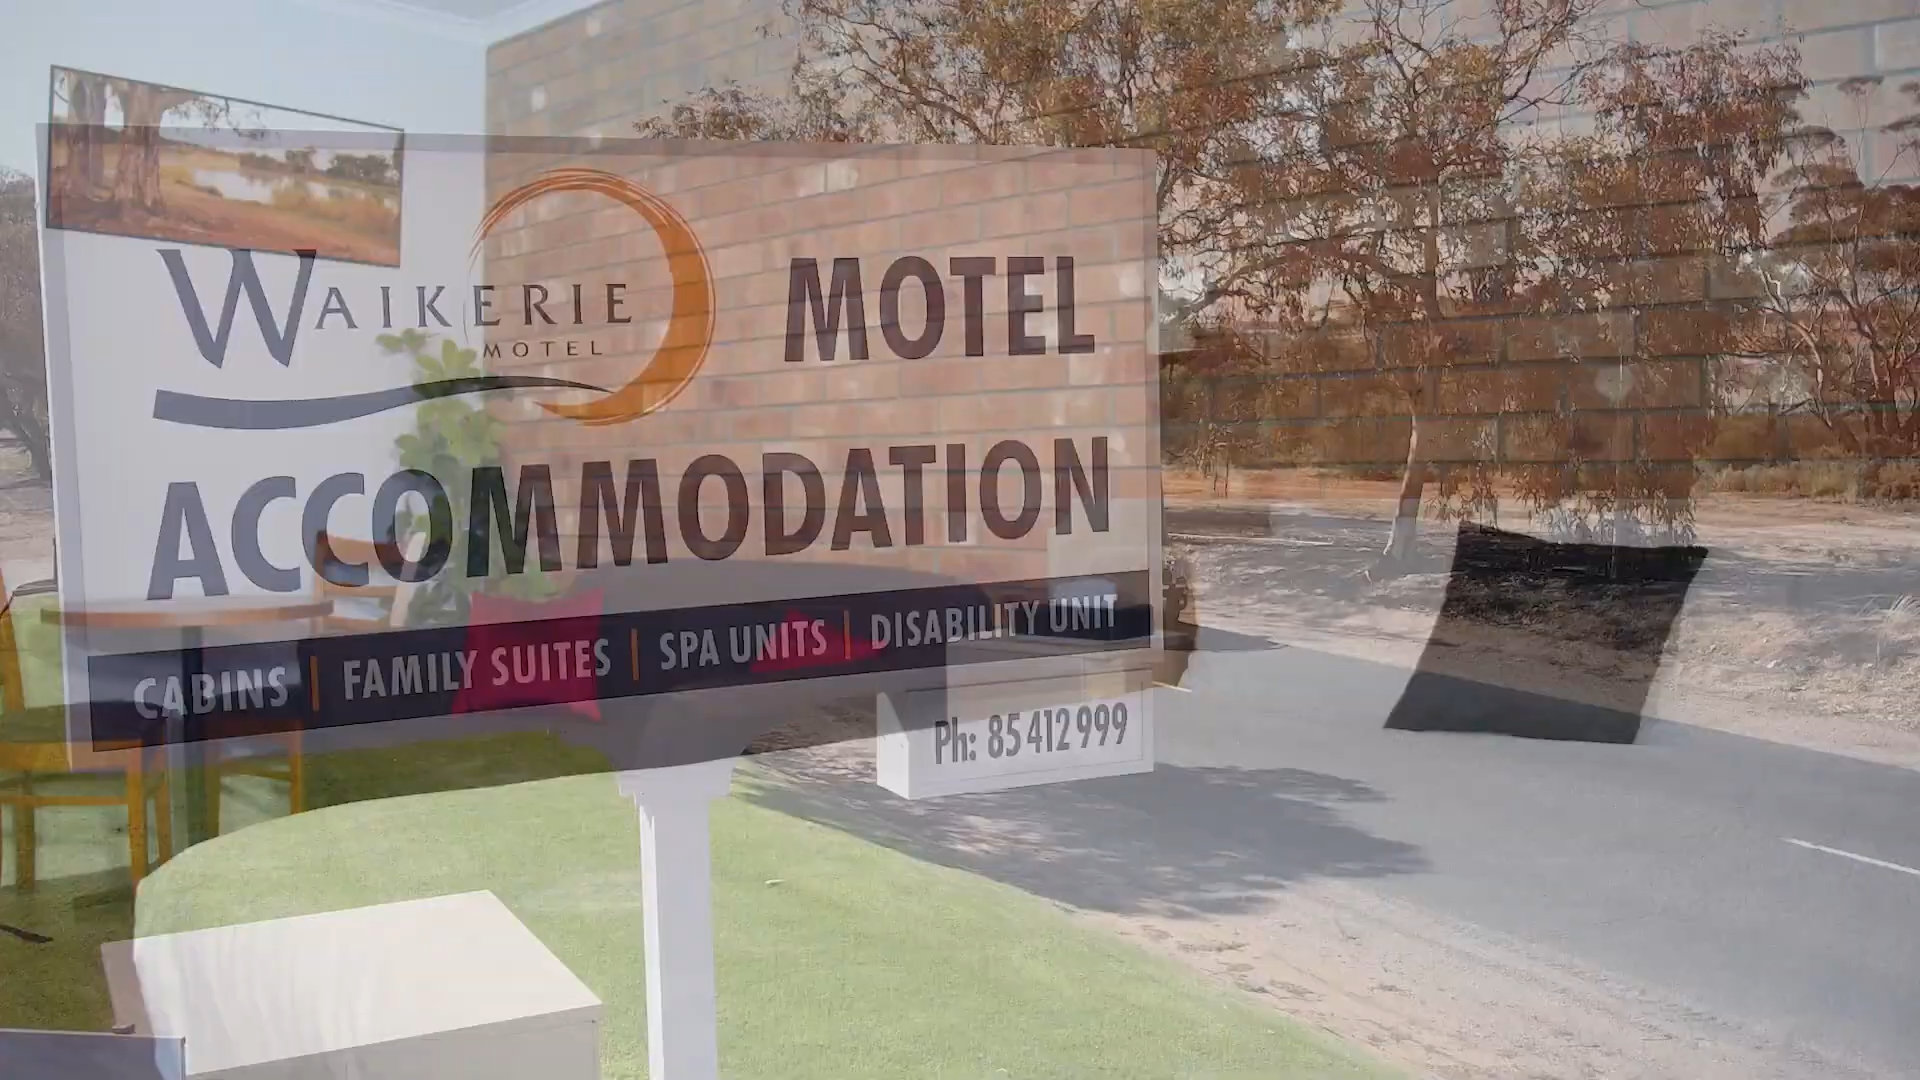 WAIKERIE
MOTEL
MOTEL
ACCOMMODATION
CABINS | FAMILY SUITES | SPA UNITS | DISABILITY UNIT
Ph: 85 412 999